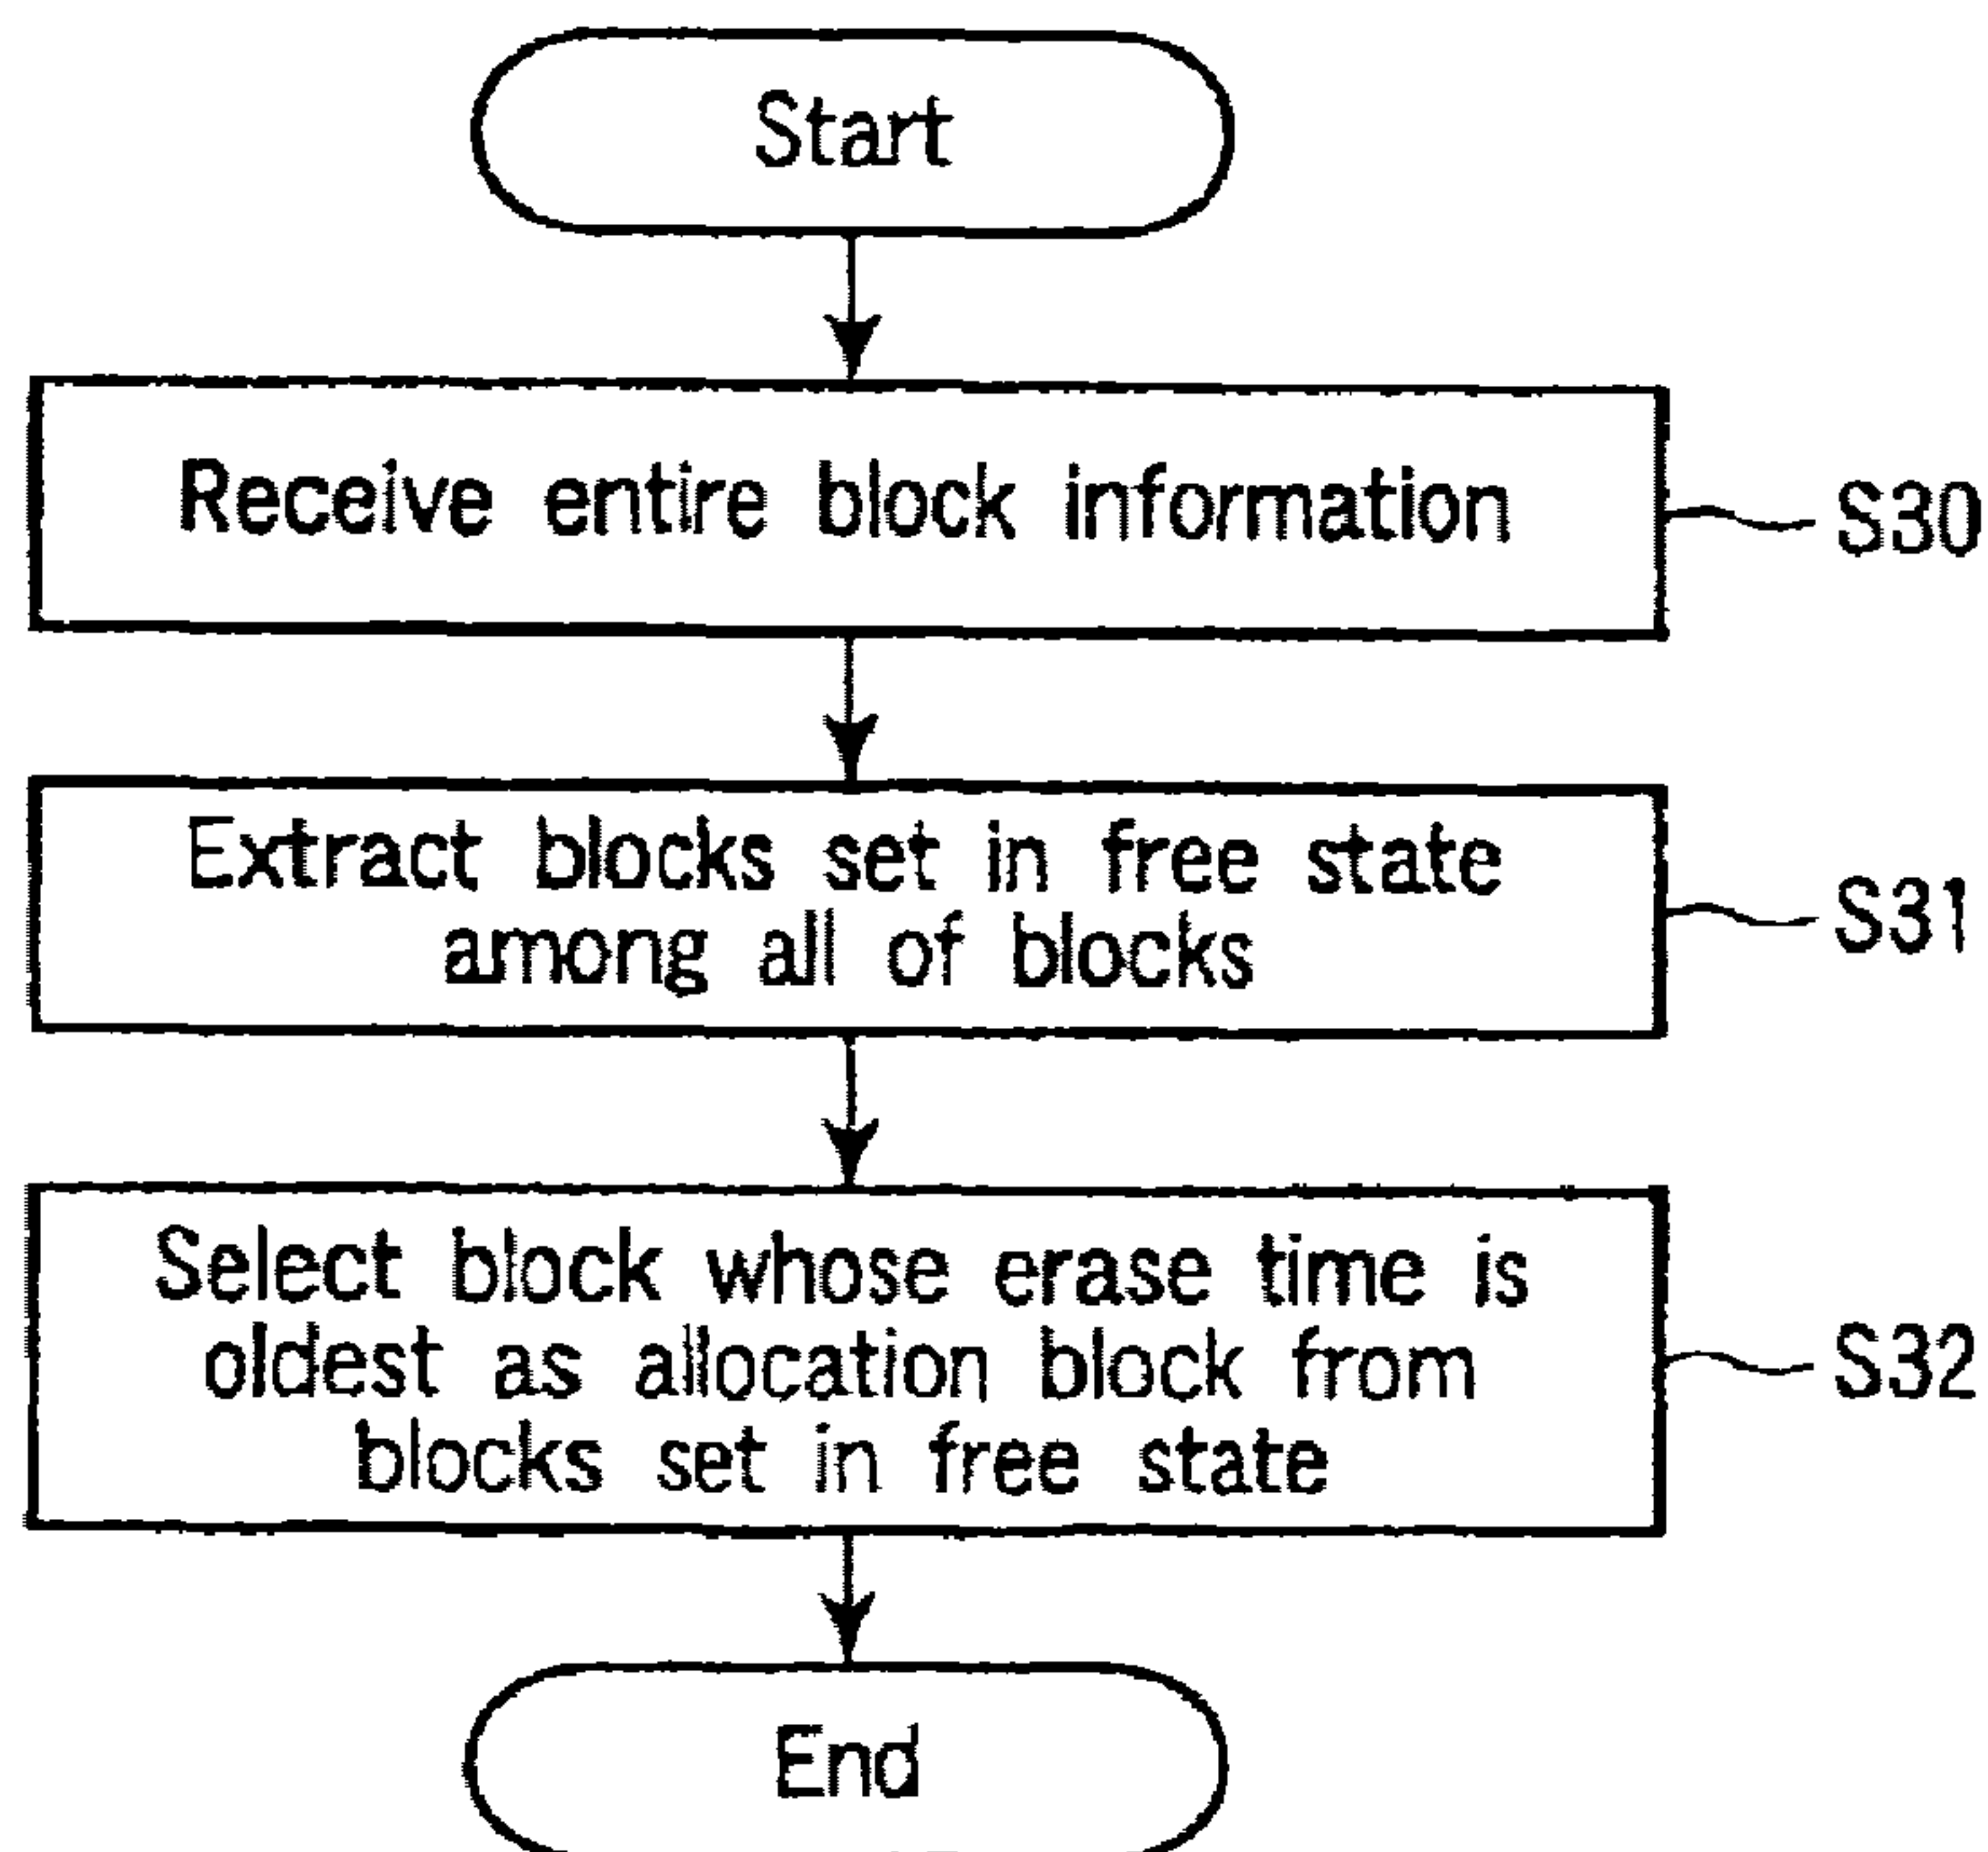 Start
Receive entire block information
S30
Extract blocks set in free state
among all of blocks
S31
Select block whose erase time is
oldest as allocation block from
blocks set in free state
S32
End